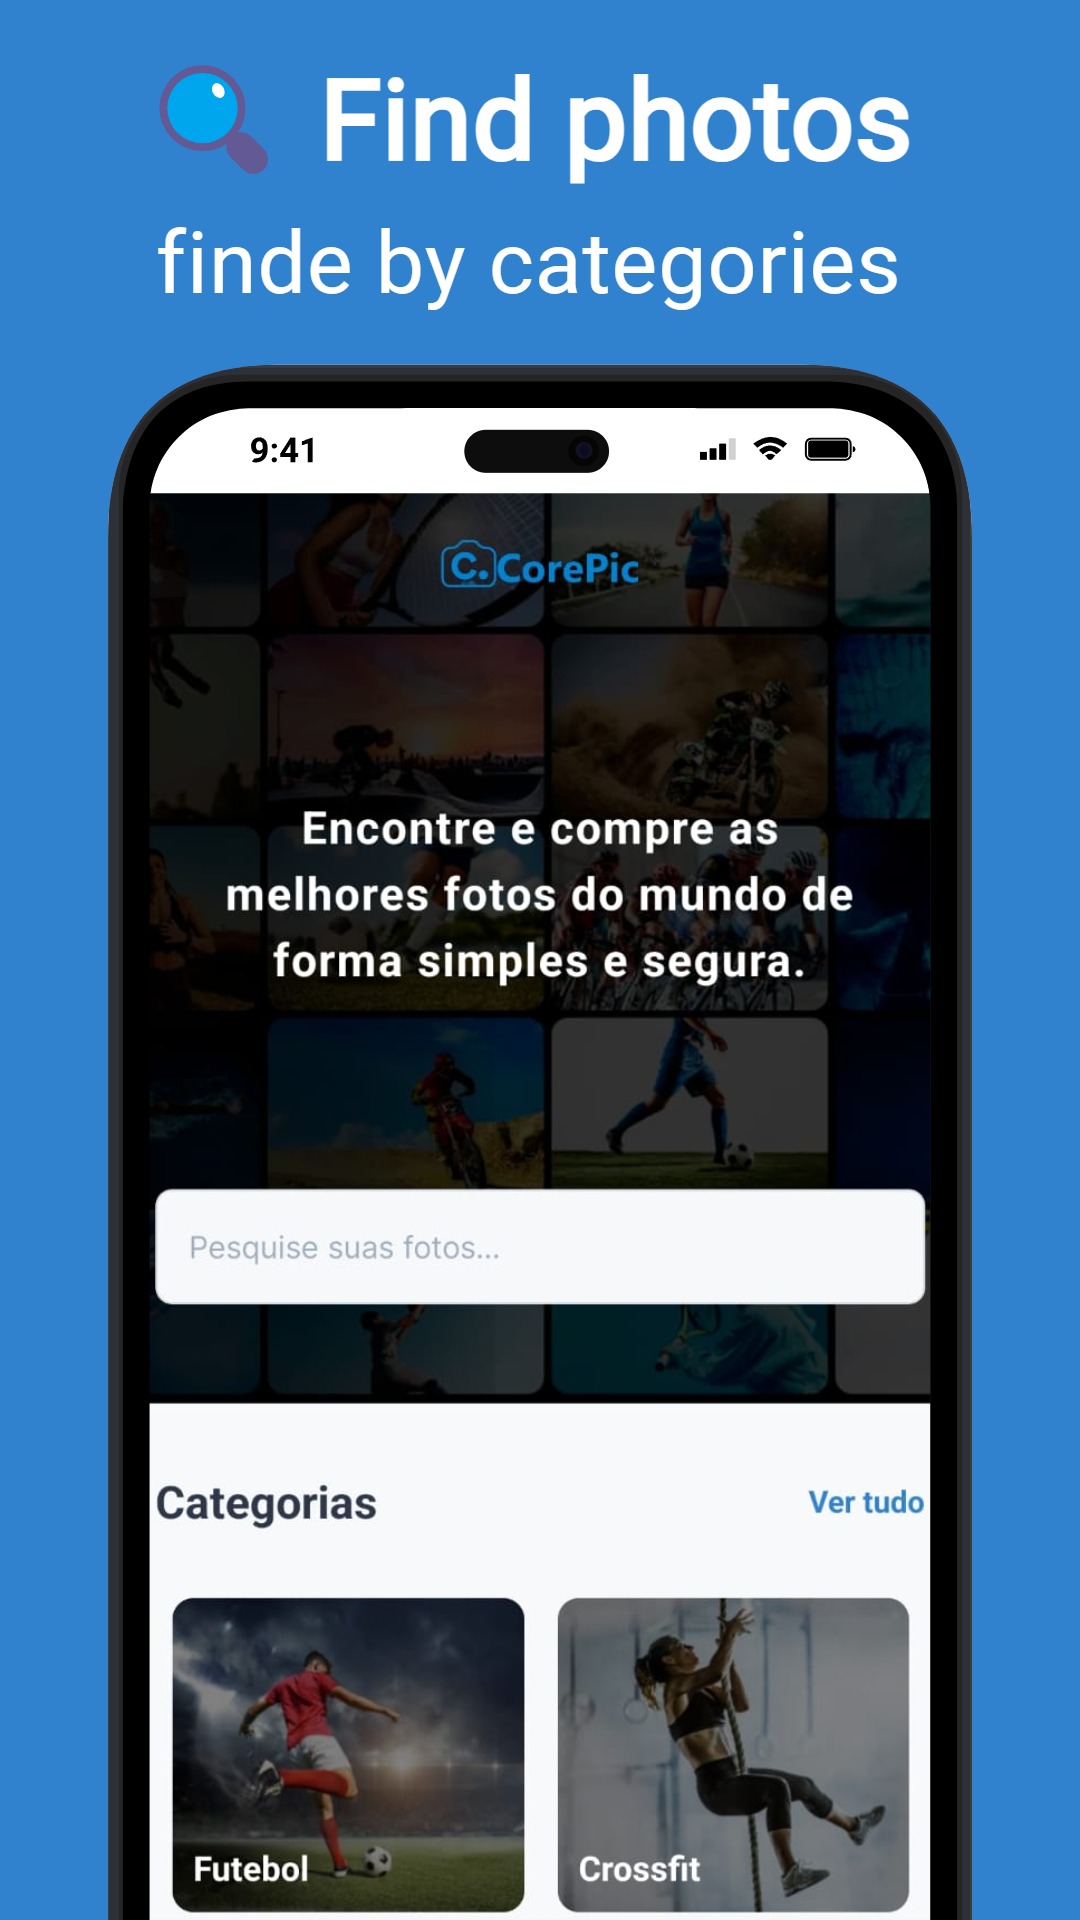 Find photos
finde by categories
9:41
C.CorePic
Encontre e compre as
melhores fotos do mundo de
forma simples e segura.
Pesquise suas fotos...
Categorias
Ver tudo
Futebol
Crossfit